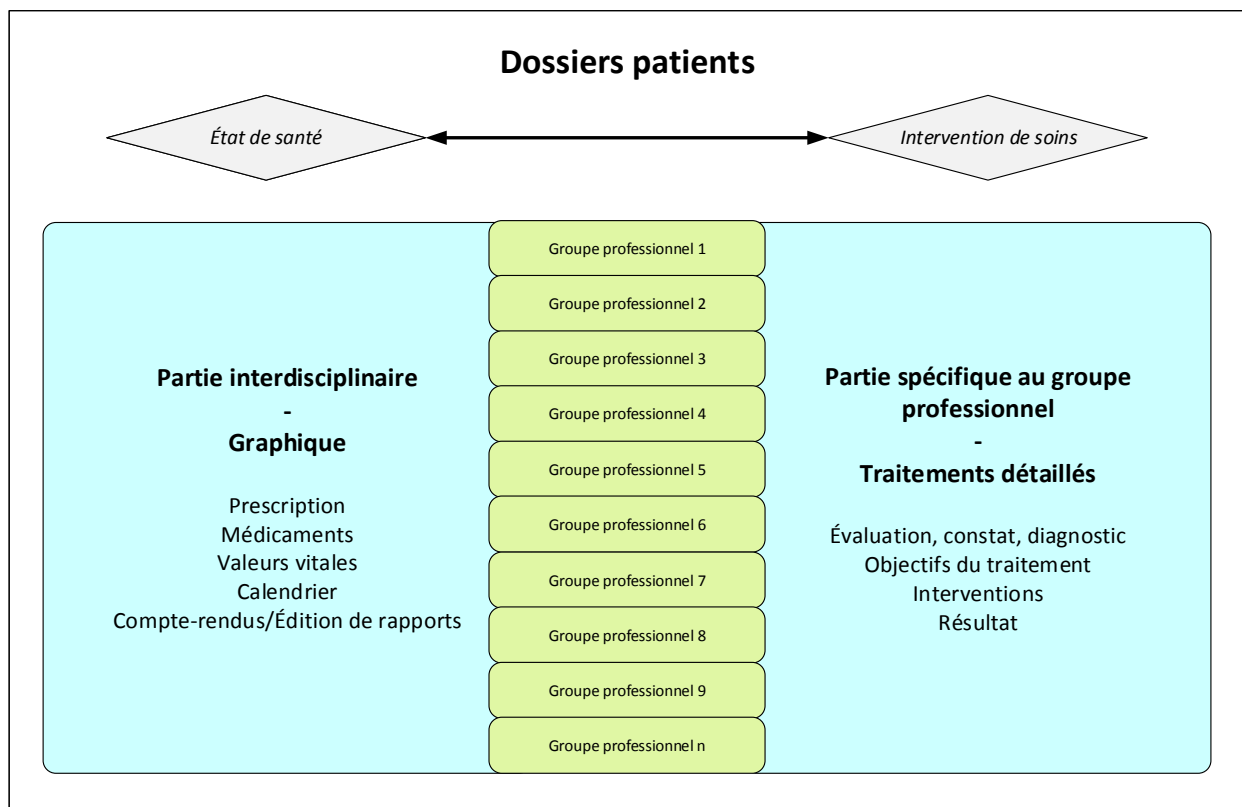 Dossiers patients
État de santé
Intervention de soins
Partie interdisciplinaire
-
Graphique
Prescription
Médicaments
Valeurs vitales
Calendrier
Compte-rendus/Édition de rapports
Groupe professionnel 1
Groupe professionnel 2
Groupe professionnel 3
Groupe professionnel 4
Groupe professionnel 5
Groupe professionnel 6
Groupe professionnel 7
Groupe professionnel 8
Groupe professionnel 9
Groupe professionnel n
Partie spécifique au groupe
professionnel
-
Traitements détaillés
Évaluation, constat, diagnostic
Objectifs du traitement
Interventions
Résultat